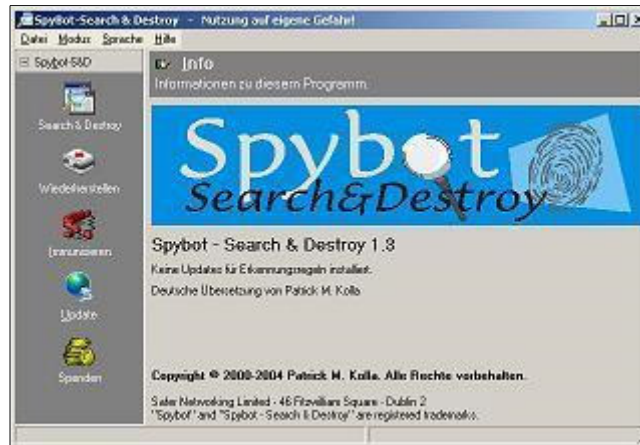 SpyBot-Search & Destroy - Nutzung auf eigene Gefahr!
Datei Modus Sprache Hilfe
Spybot-S&D
Search & Destroy
Wiederherstellen
Immunisieren
Update
Spenden
Info
Informationen zu diesem Programm.
Spybot
Search&Destroy
Spybot - Search & Destroy 1.3
Keine Updates für Erkennungsregeln installiert.
Deutsche Übersetzung von Patrick M. Kolla
Copyright © 2000-2004 Patrick M. Kolla. Alle Rechte vorbehalten.
Safer Networking Limited - 46 Fitzwilliam Square - Dublin 2
"Spybot" and "Spybot - Search & Destroy" are registered trademarks.